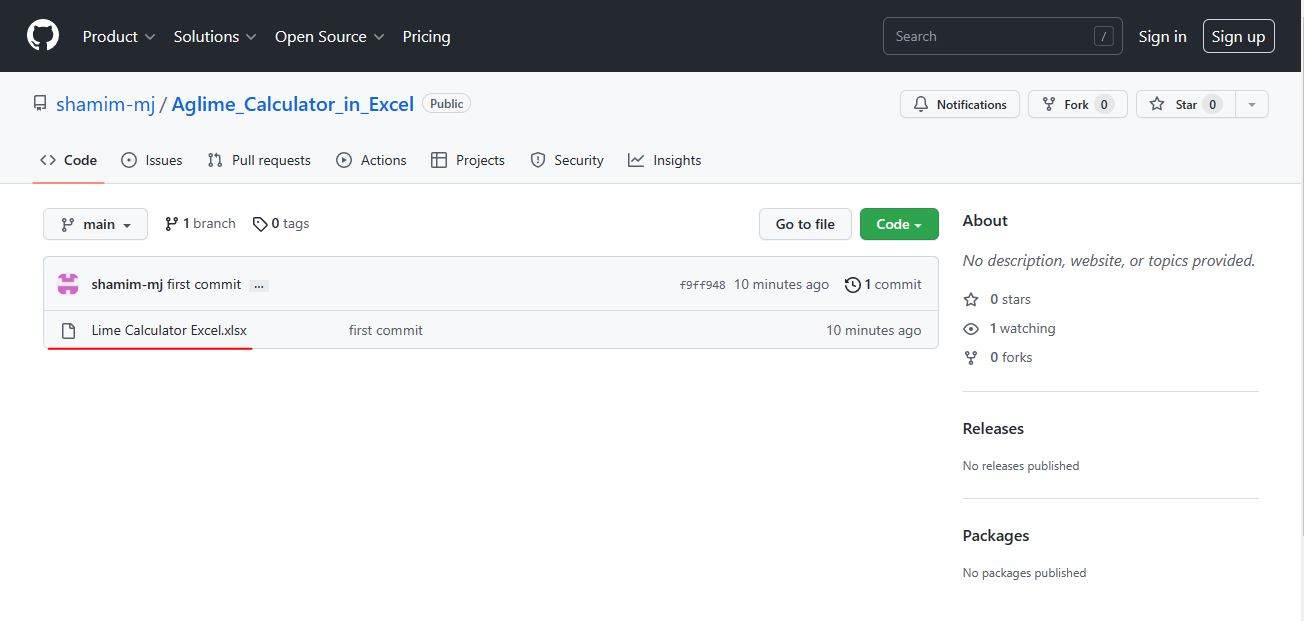 Product Solutions Open Source Pricing Search / Sign in Sign up
shamim-mj / Aglime_Calculator_in_Excel Public Notifications Fork 0 Star 0
Code Issues Pull requests Actions Projects Security Insights
main 1 branch 0 tags Go to file Code
shamim-mj first commit ... f9ff948 10 minutes ago 1 commit
Lime Calculator Excel.xlsx first commit 10 minutes ago
About
No description, website, or topics provided.
0 stars
1 watching
0 forks
Releases
No releases published
Packages
No packages published